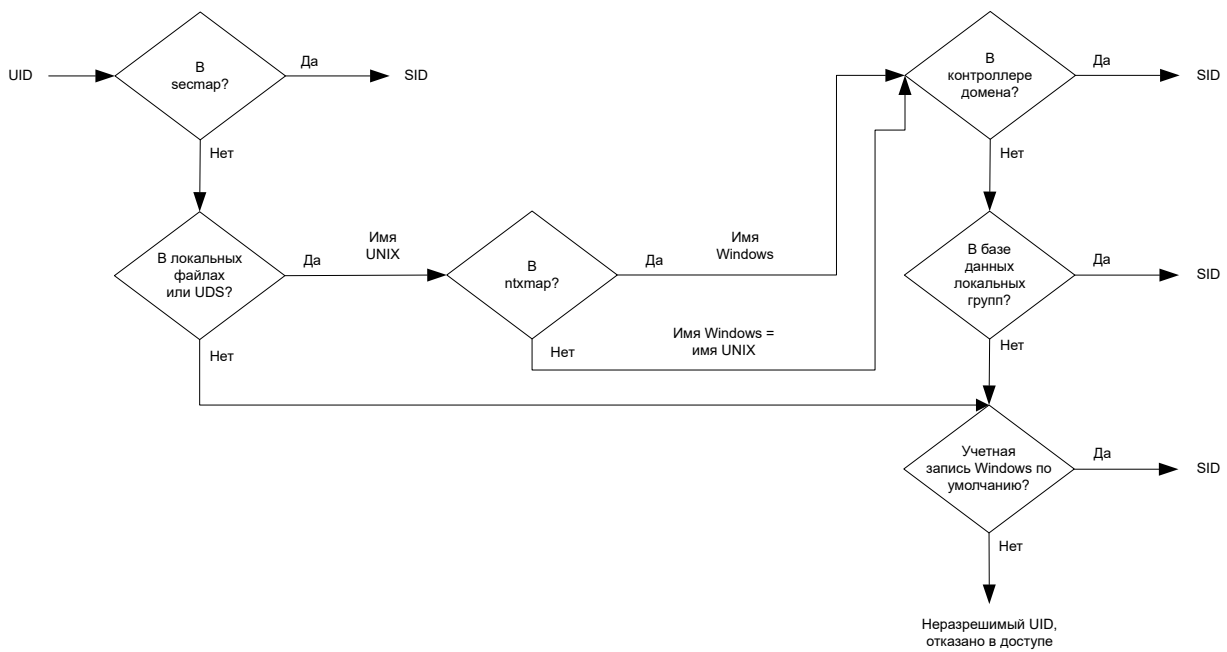 UID
В
secmap?
Да
SID
Нет
В
контроллере
домена?
Да
SID
Нет
В локальных
файлах
или UDS?
Да
Имя
UNIX
Нет
В
ntxmap?
Да
Имя
Windows
Нет
Имя Windows =
имя UNIX
В базе
данных
локальных
групп?
Да
SID
Нет
Учетная
запись Windows по
умолчанию?
Да
SID
Нет
Неразрешимый UID,
отказано в доступе